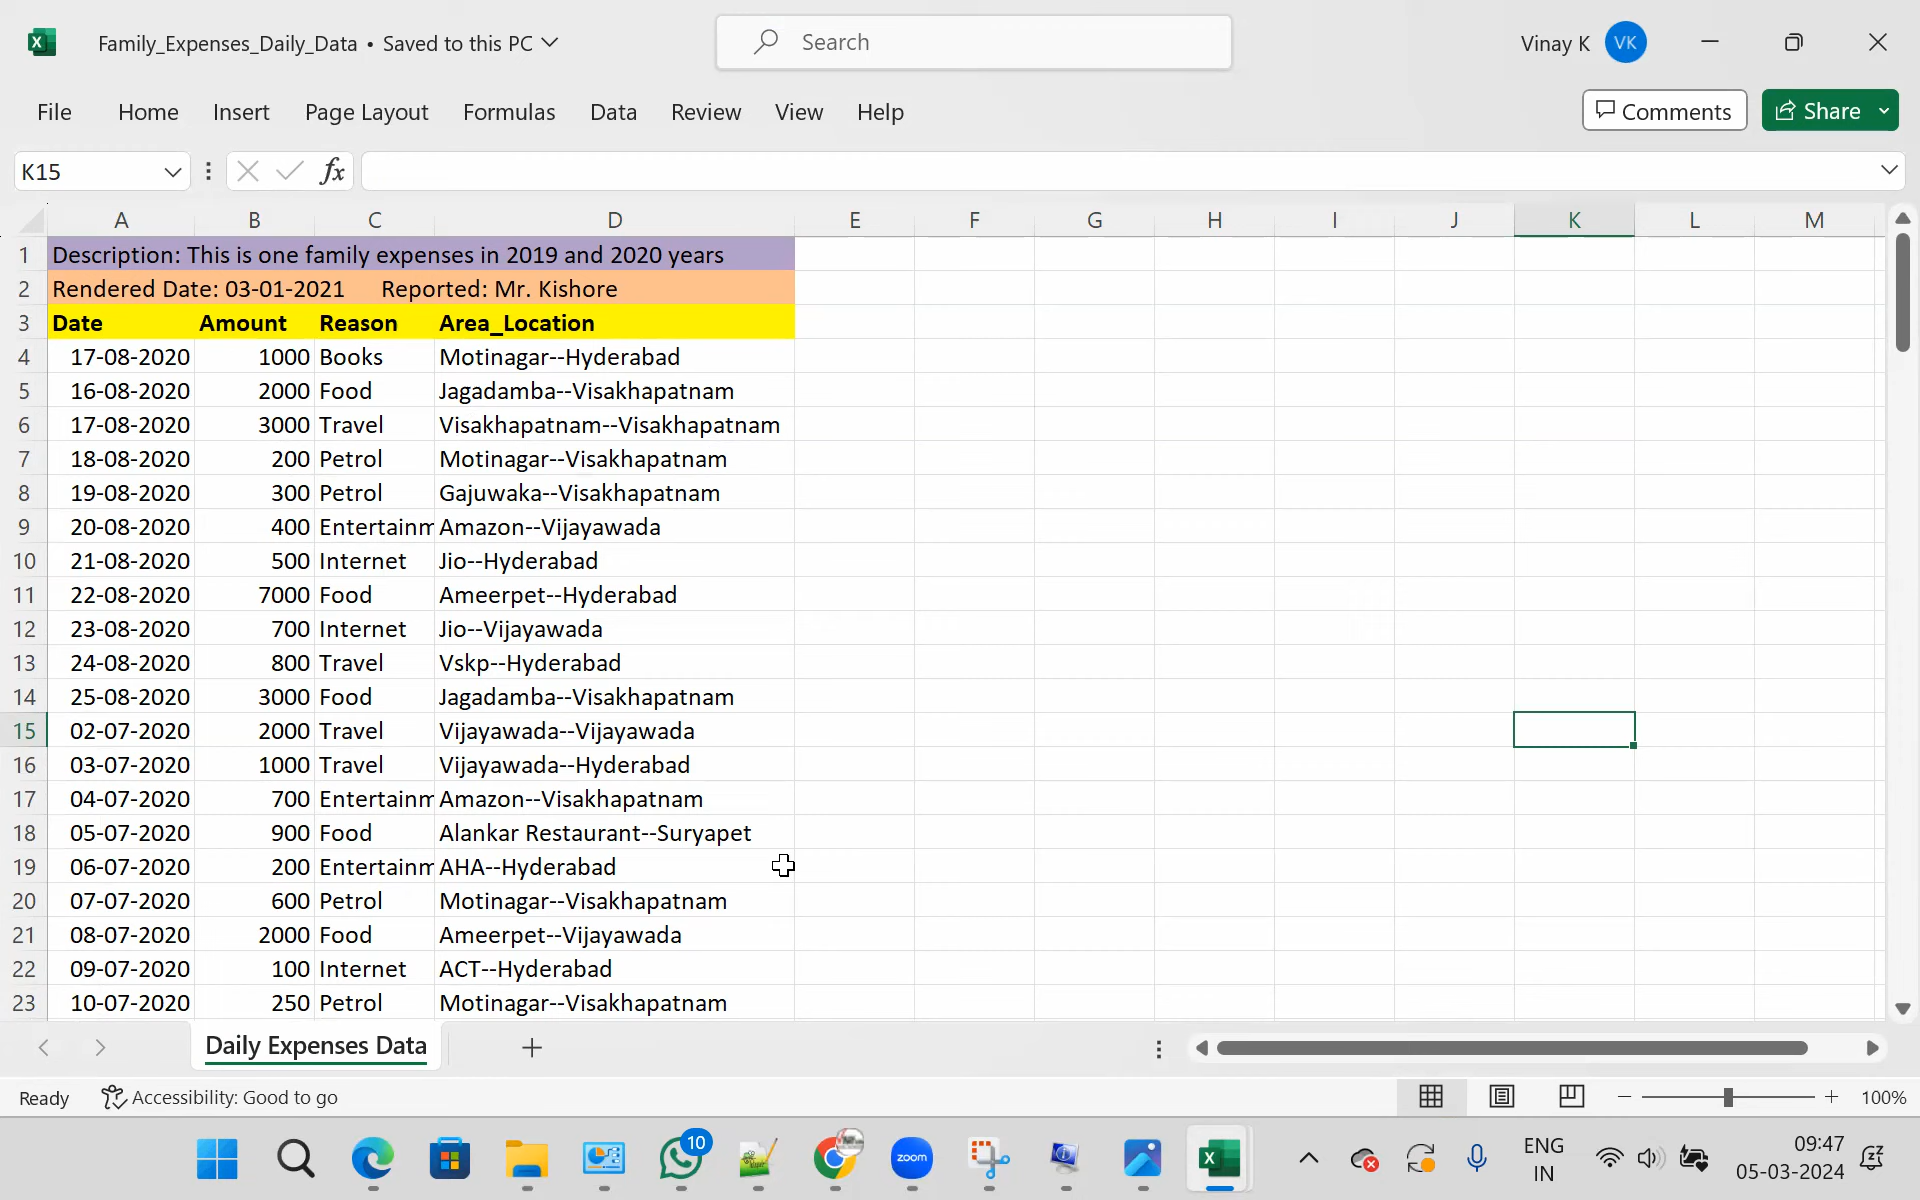 Family_Expenses_Daily_Data • Saved to this PC
Search
Vinay K VK
File Home Insert Page Layout Formulas Data Review View Help
Comments Share
K15 fx
A B C D E F G H I J K L M
1 Description: This is one family expenses in 2019 and 2020 years
2 Rendered Date: 03-01-2021 Reported: Mr. Kishore
3 Date Amount Reason Area_Location
4 17-08-2020 1000 Books Motinagar--Hyderabad
5 16-08-2020 2000 Food Jagadamba--Visakhapatnam
6 17-08-2020 3000 Travel Visakhapatnam--Visakhapatnam
7 18-08-2020 200 Petrol Motinagar--Visakhapatnam
8 19-08-2020 300 Petrol Gajuwaka--Visakhapatnam
9 20-08-2020 400 Entertainm Amazon--Vijayawada
10 21-08-2020 500 Internet Jio--Hyderabad
11 22-08-2020 7000 Food Ameerpet--Hyderabad
12 23-08-2020 700 Internet Jio--Vijayawada
13 24-08-2020 800 Travel Vskp--Hyderabad
14 25-08-2020 3000 Food Jagadamba--Visakhapatnam
15 02-07-2020 2000 Travel Vijayawada--Vijayawada
16 03-07-2020 1000 Travel Vijayawada--Hyderabad
17 04-07-2020 700 Entertainm Amazon--Visakhapatnam
18 05-07-2020 900 Food Alankar Restaurant--Suryapet
19 06-07-2020 200 Entertainm AHA--Hyderabad
20 07-07-2020 600 Petrol Motinagar--Visakhapatnam
21 08-07-2020 2000 Food Ameerpet--Vijayawada
22 09-07-2020 100 Internet ACT--Hyderabad
23 10-07-2020 250 Petrol Motinagar--Visakhapatnam
Daily Expenses Data
Ready Accessibility: Good to go 100%
10 zoom ENG 09:47
IN 05-03-2024